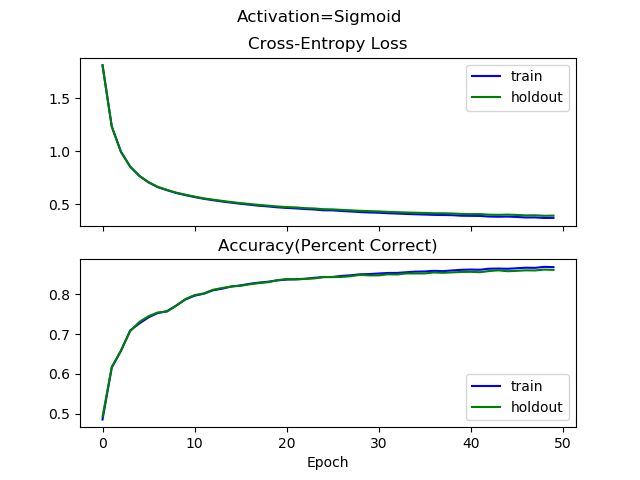 Activation=Sigmoid
Cross-Entropy Loss
1.5
1.0
0.5
train
holdout
Accuracy(Percent Correct)
0.8
0.7
0.6
0.5
train
holdout
0 10 20 30 40 50
Epoch